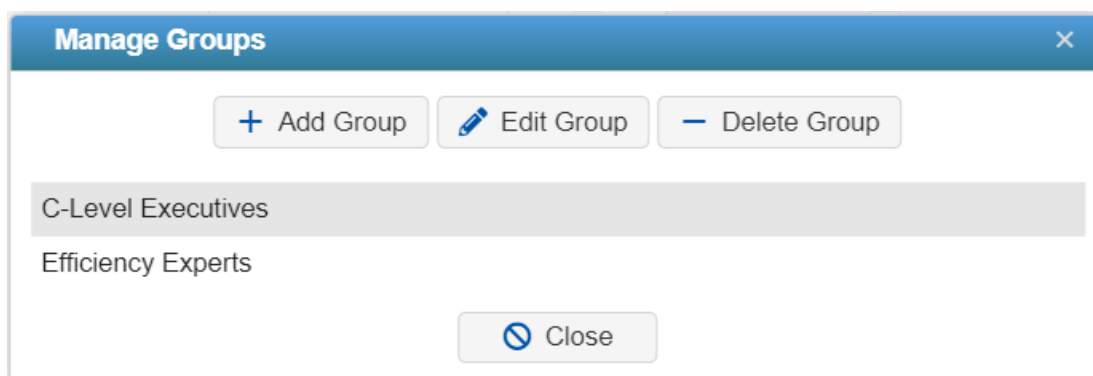 Manage Groups
Add Group Edit Group Delete Group
C-Level Executives
Efficiency Experts
Close